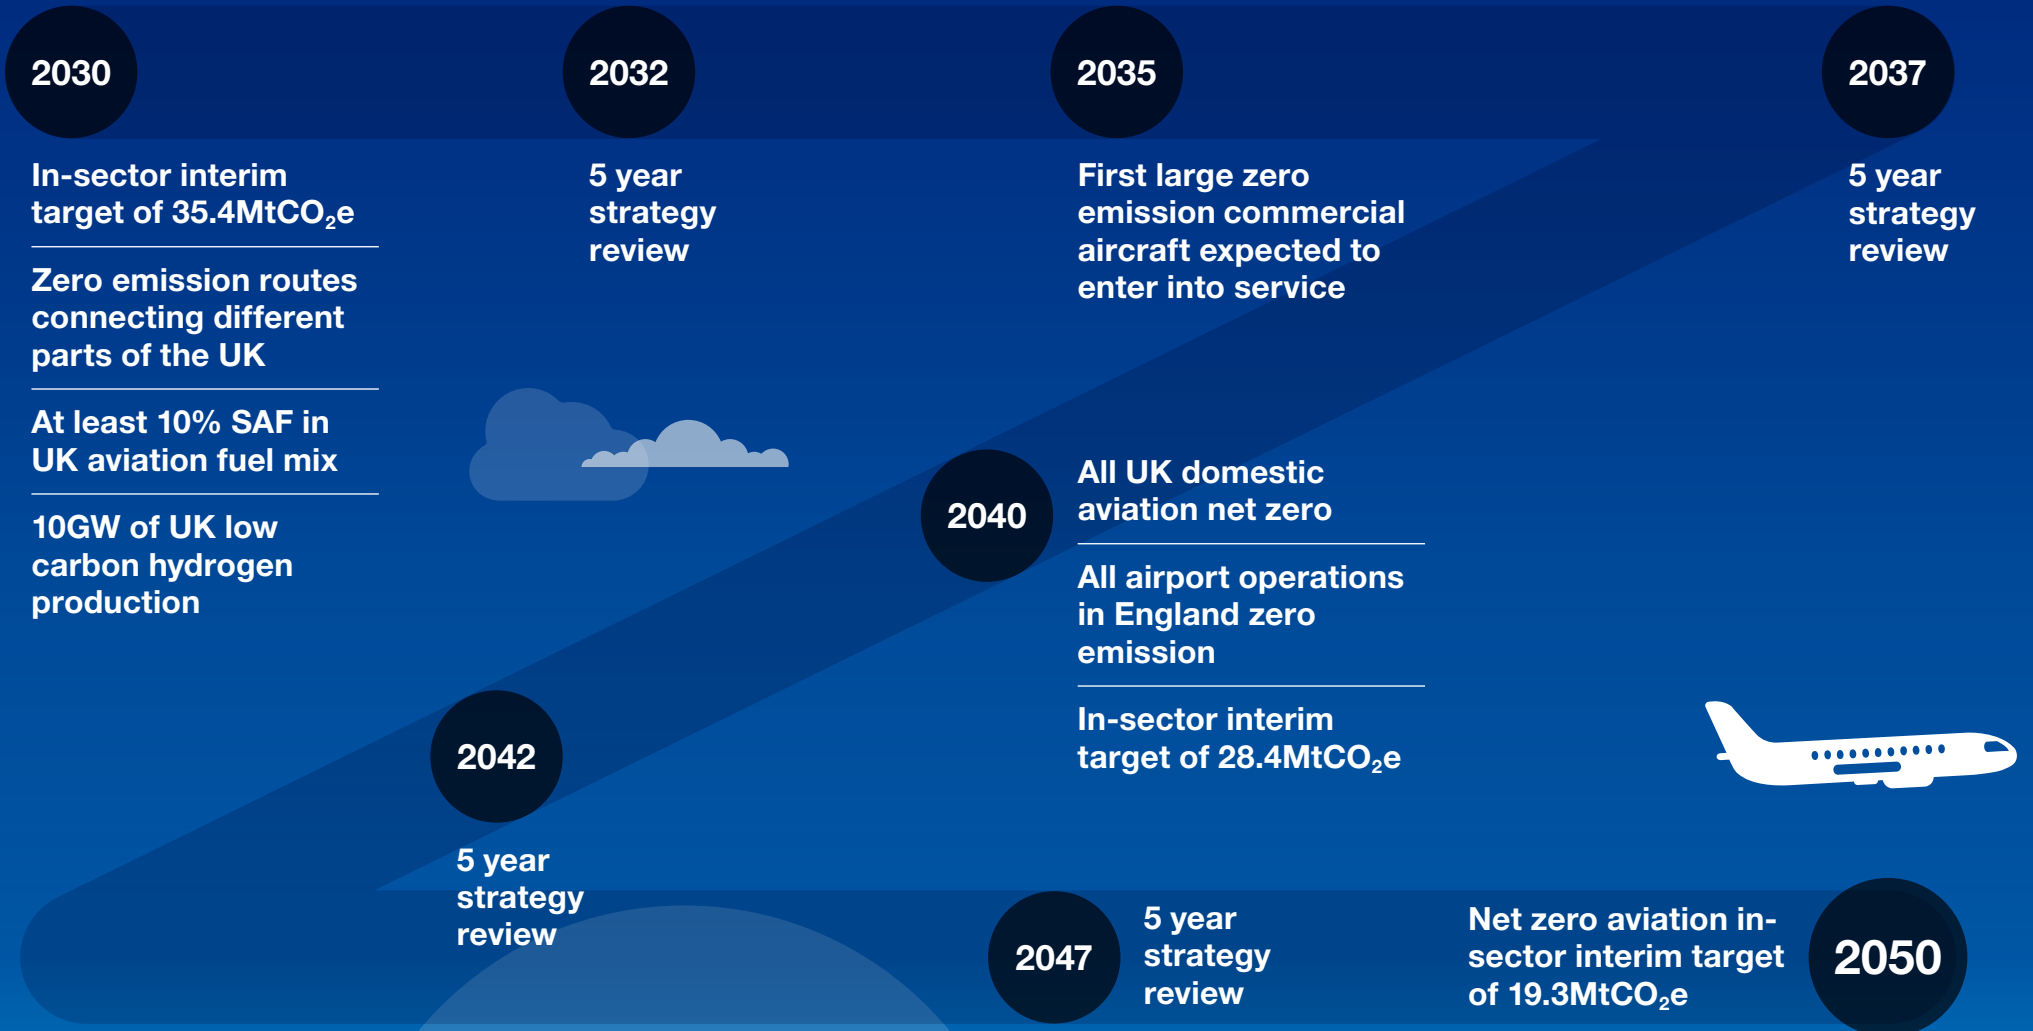 2030
In-sector interim
target of 35.4MtCO₂e
Zero emission routes
connecting different
parts of the UK
At least 10% SAF in
UK aviation fuel mix
10GW of UK low
carbon hydrogen
production
2032
5 year
strategy
review
2035
First large zero
emission commercial
aircraft expected to
enter into service
2037
5 year
strategy
review
2040
All UK domestic
aviation net zero
All airport operations
in England zero
emission
In-sector interim
target of 28.4MtCO₂e
2042
5 year
strategy
review
2047
5 year
strategy
review
Net zero aviation in-
sector interim target
of 19.3MtCO₂e
2050